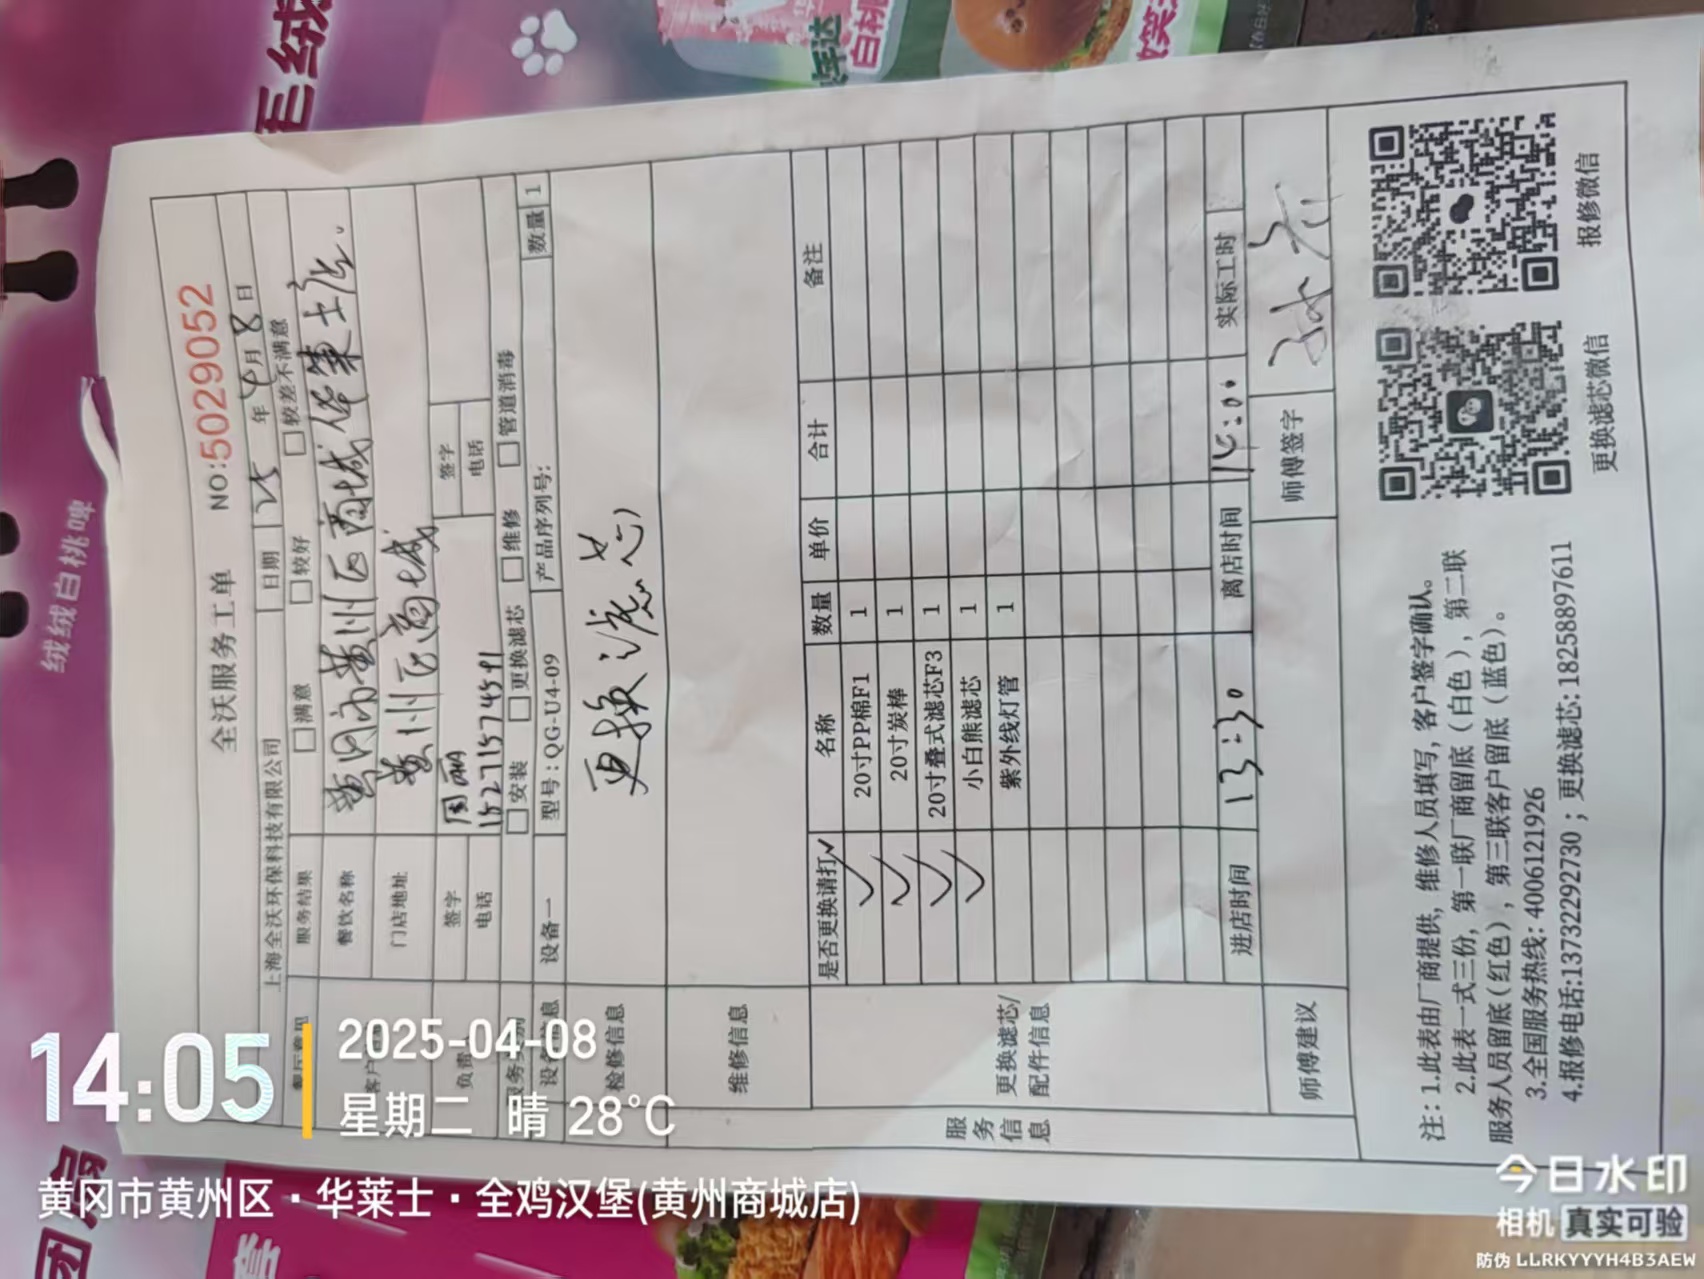 全沃服务工单 NO:5029052
上海全沃环保科技有限公司 日期 25年4月8日
服务结果 □满意 □较好 □较差不满意
餐饮名称 黄冈市黄州区商城华莱士店.
门店地址 黄州区商城
签字 周丽 签字
电话 15271574591 电话
□安装 □更换滤芯 □维修 □管道消毒
设备一 型号:QG-U4-09 产品序列号: 数量 1
检修信息 更换滤芯
维修信息
服务信息
更换滤芯/配件信息
是否更换请打✓ 名称 数量 单价 合计 备注
✓ 20寸PP棉F1 1
✓ 20寸炭棒 1
✓ 20寸叠式滤芯F3 1
✓ 小白熊滤芯 1
紫外线灯管 1
进店时间 13:30 离店时间 14:00 实际工时
师傅建议 师傅签字
更换滤芯微信 报修微信
注:1.此表由厂商提供,维修人员填写,客户签字确认。
2.此表一式三份,第一联厂商留底(白色),第二联
服务人员留底(红色),第三联客户留底(蓝色)。
3.全国服务热线:4006121926
4.报修电话:13732292730;更换滤芯:18258897611
绒绒白桃啤
毛绒
白桃
14:05
2025-04-08
星期二 晴 28°C
黄冈市黄州区·华莱士·全鸡汉堡(黄州商城店)
今日水印
相机 真实可验
防伪 LLRKYYYH4B3AEW